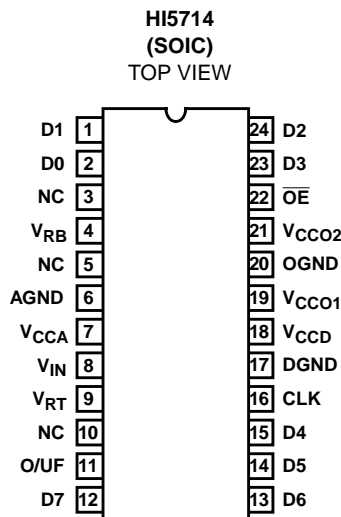 HI5714
(SOIC)
TOP VIEW
D1 1 24 D2
D0 2 23 D3
NC 3 22 O̅E̅
VRB 4 21 VCCO2
NC 5 20 OGND
AGND 6 19 VCCO1
VCCA 7 18 VCCD
VIN 8 17 DGND
VRT 9 16 CLK
NC 10 15 D4
O/UF 11 14 D5
D7 12 13 D6